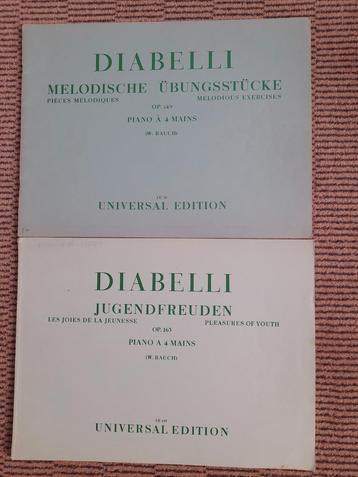 DIABELLI
MELODISCHE ÜBUNGSSTÜCKE
PIÈCES MÉLODIQUES MELODIOUS EXERCISES
OP. 149
PIANO À 4 MAINS
(W. RAUCH)
UNIVERSAL EDITION
DIABELLI
JUGENDFREUDEN
LES JOIES DE LA JEUNESSE PLEASURES OF YOUTH
OP. 163
PIANO A 4 MAINS
(W. RAUCH)
UNIVERSAL EDITION